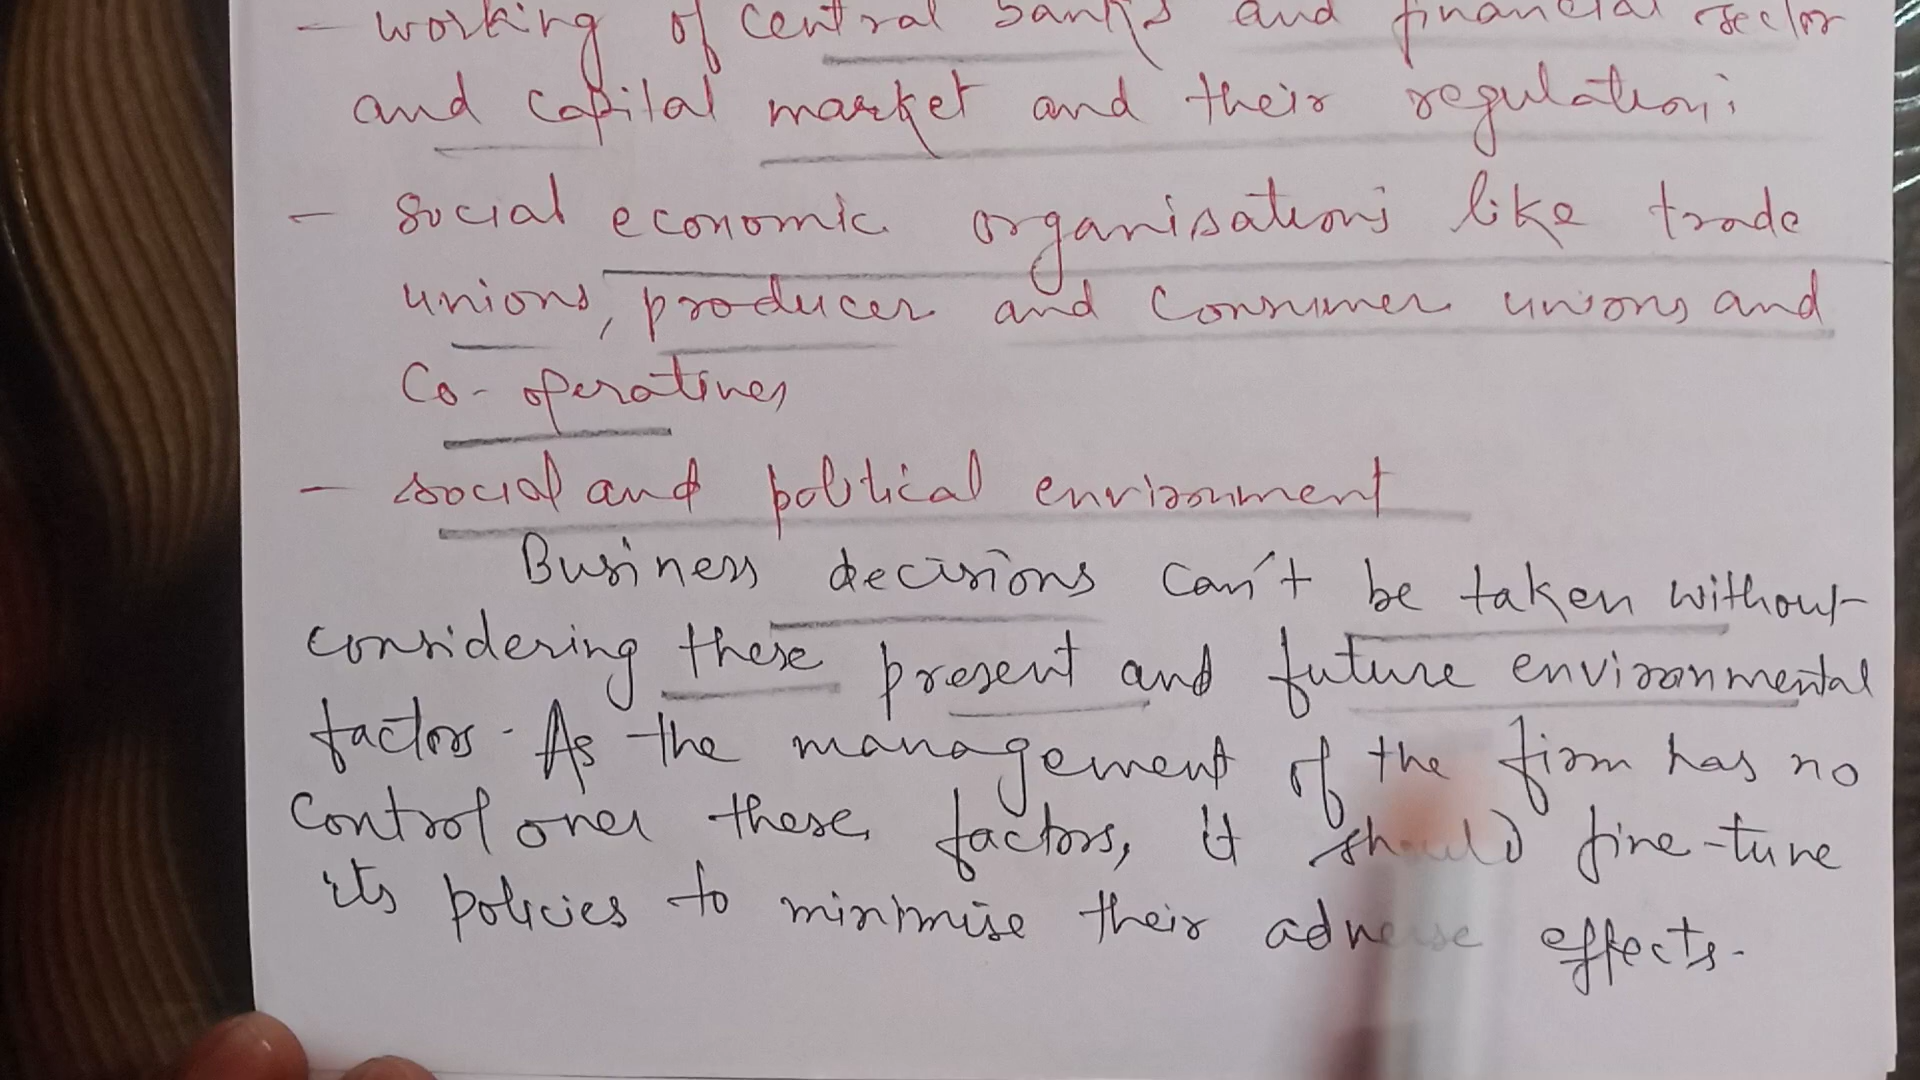 - working of central banks and financial sector
and capital market and their regulation;
- social economic organisations like trade
unions, producer and consumer unions and
Co-operatives
- social and political environment
Business decisions can't be taken without
considering these present and future environmental
factors. As the management of the firm has no
control over these factors, it should fine-tune
its policies to minimise their adverse effects.